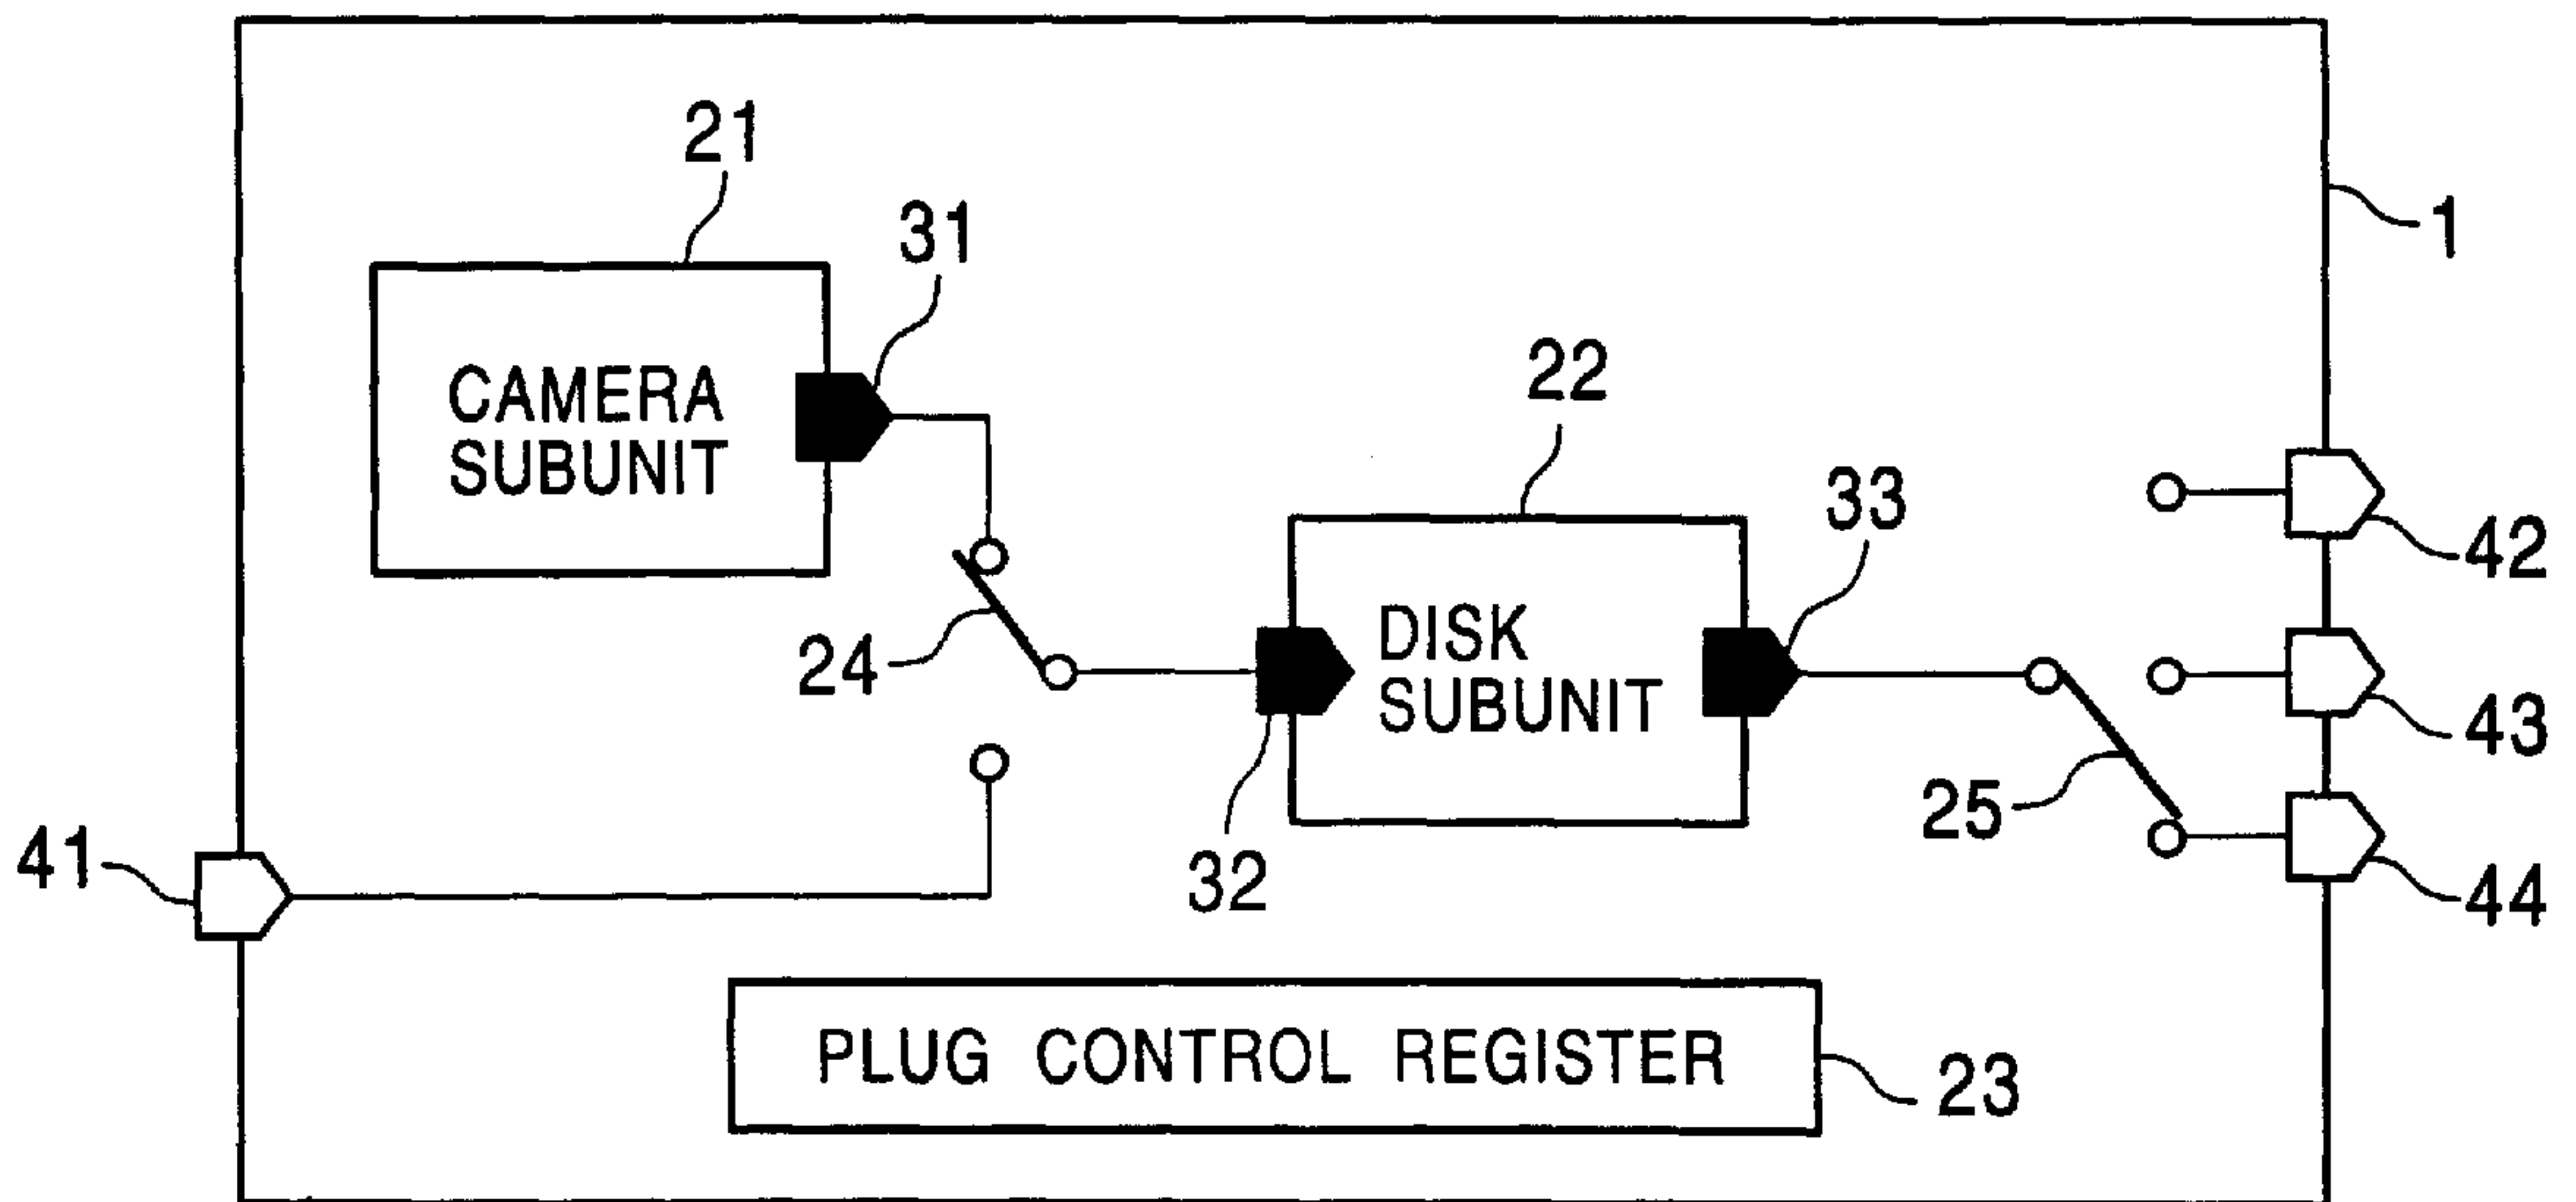 21
31
1
CAMERA
SUBUNIT
22
33
42
24
DISK
SUBUNIT
43
25
41
32
44
PLUG CONTROL REGISTER
23